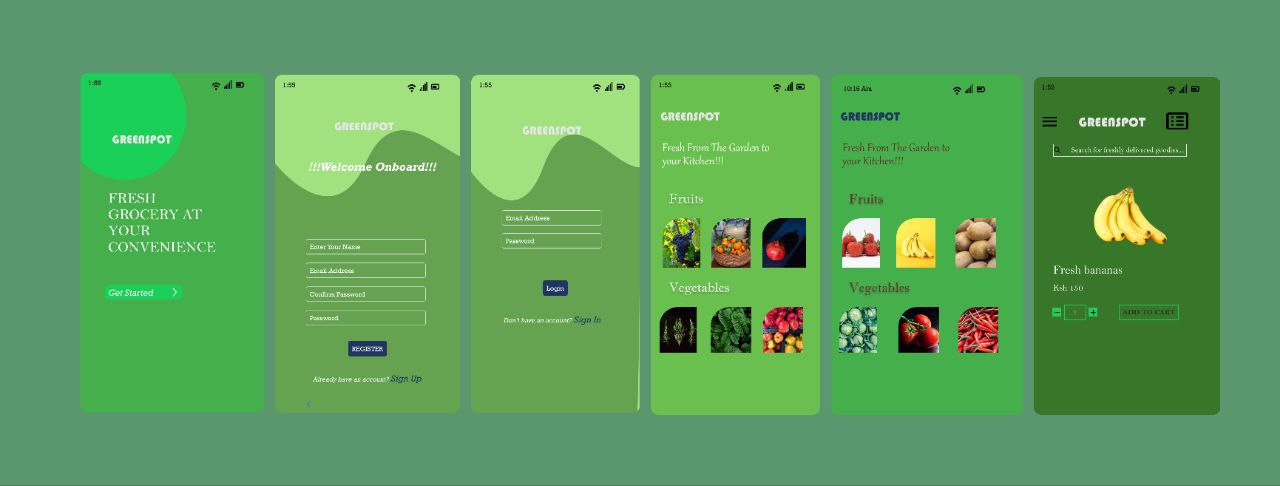 1:55
GREENSPOT
FRESH
GROCERY AT
YOUR
CONVENIENCE
Get Started
1:55
GREENSPOT
!!!Welcome Onboard!!!
Enter Your Name
Email Address
Confirm Password
Password
REGISTER
Already have an account? Sign Up
1:55
GREENSPOT
Email Address
Password
Login
Don't have an account? Sign In
1:55
GREENSPOT
Fresh From The Garden to
your Kitchen!!!
Fruits
Vegetables
10:16 Am
GREENSPOT
Fresh From The Garden to
your Kitchen!!!
Fruits
Vegetables
GREENSPOT
Search for freshly delivered goodies...
Fresh bananas
Ksh 150
1
ADD TO CART